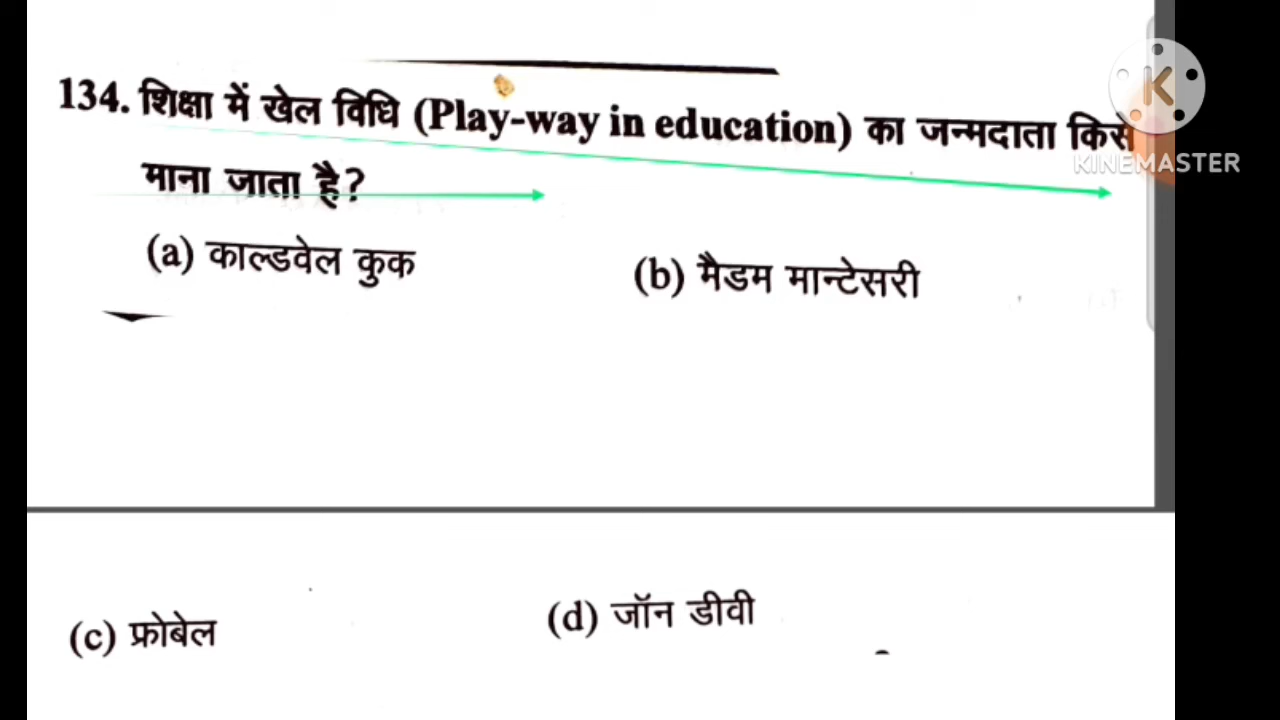 134. शिक्षा में खेल विधि (Play-way in education) का जन्मदाता किसे
KINEMASTER
माना जाता है?
(a) काल्डवेल कुक (b) मैडम मान्टेसरी
(c) फ्रोबेल (d) जॉन डीवी